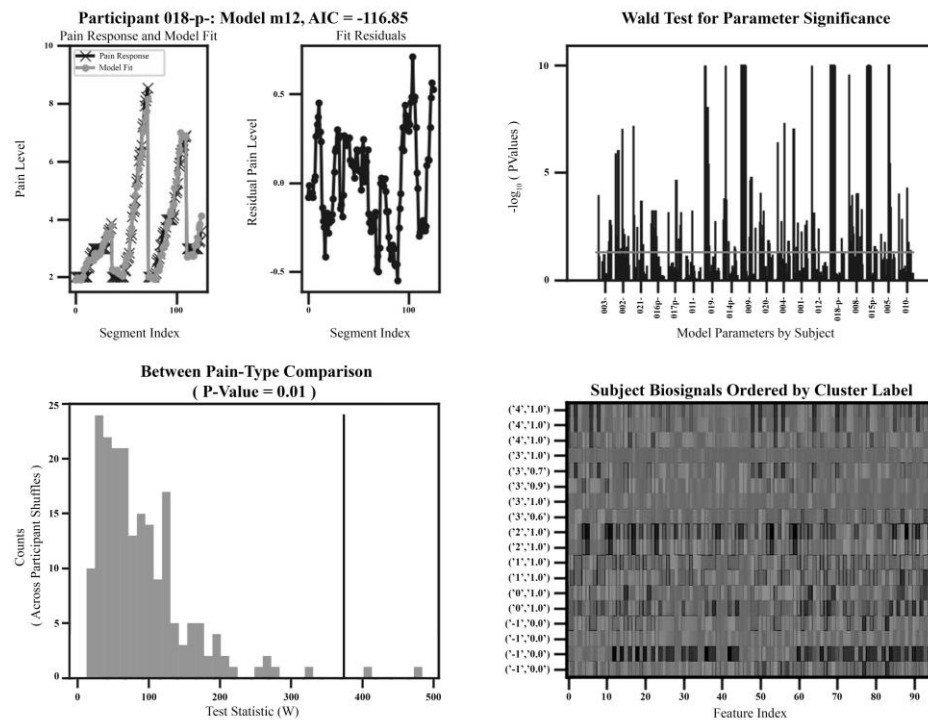 Participant 018-p-: Model m12, AIC = -116.85
Pain Response and Model Fit
Fit Residuals
10
8
6
4
2
Pain Level
Pain Response
Model Fit
0
100
Segment Index
0.5
0.0
-0.5
Residual Pain Level
0
100
Segment Index
Wald Test for Parameter Significance
10
5
0
-log10 ( PValues)
003-
002-
021-
016p-
017p-
011-
019-
014p-
009-
020-
004-
001-
012-
018-p-
008-
015p-
005-
010-
Model Parameters by Subject
Between Pain-Type Comparison
( P-Value = 0.01 )
25
20
15
10
5
0
Counts
( Across Participant Shuffles )
0
100
200
300
400
500
Test Statistic (W)
Subject Biosignals Ordered by Cluster Label
('4','1.0')
('4','1.0')
('4','1.0')
('3','1.0')
('3','0.7')
('3','0.9')
('3','1.0')
('3','0.6')
('2','1.0')
('2','1.0')
('1','1.0')
('1','1.0')
('0','1.0')
('0','1.0')
('-1','0.0')
('-1','0.0')
('-1','0.0')
('-1','0.0')
0
10
20
30
40
50
60
70
80
90
Feature Index